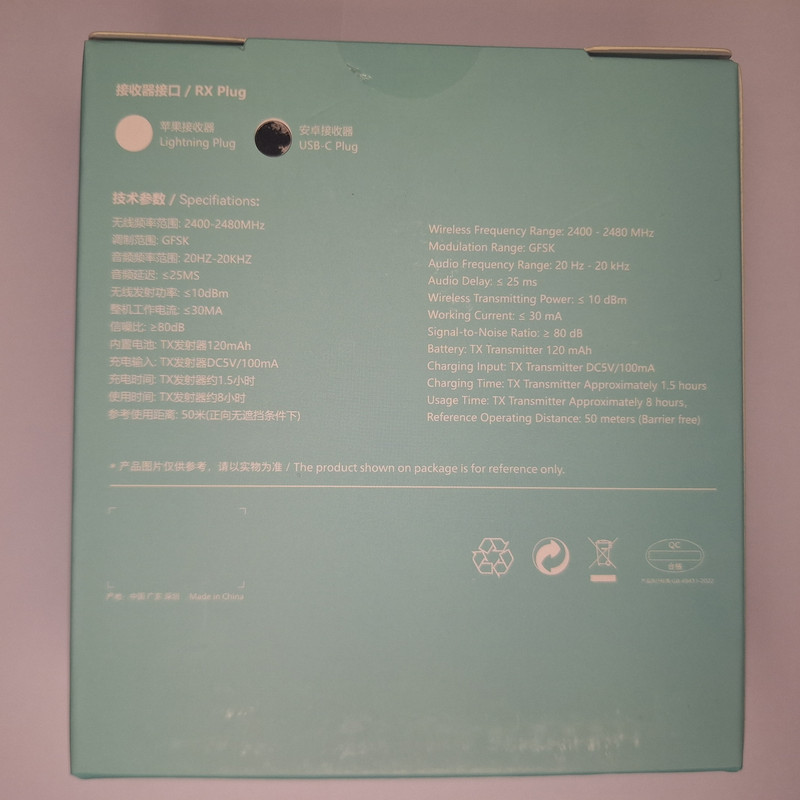 接收器接口 / RX Plug
苹果接收器
Lightning Plug
安卓接收器
USB-C Plug
技术参数 / Specifiations:
无线频率范围: 2400-2480MHz
调制范围: GFSK
音频频率范围: 20HZ-20KHZ
音频延迟: ≤25MS
无线发射功率: ≤10dBm
整机工作电流: ≤30MA
信噪比: ≥80dB
内置电池: TX发射器120mAh
充电输入: TX发射器DC5V/100mA
充电时间: TX发射器约1.5小时
使用时间: TX发射器约8小时
参考使用距离: 50米(正向无遮挡条件下)
Wireless Frequency Range: 2400 - 2480 MHz
Modulation Range: GFSK
Audio Frequency Range: 20 Hz - 20 kHz
Audio Delay: ≤ 25 ms
Wireless Transmitting Power: ≤ 10 dBm
Working Current: ≤ 30 mA
Signal-to-Noise Ratio: ≥ 80 dB
Battery: TX Transmitter 120 mAh
Charging Input: TX Transmitter DC5V/100mA
Charging Time: TX Transmitter Approximately 1.5 hours
Usage Time: TX Transmitter Approximately 8 hours,
Reference Operating Distance: 50 meters (Barrier free)
* 产品图片仅供参考，请以实物为准 / The product shown on package is for reference only.
QC
合格
产地: 中国 广东 深圳 Made in China